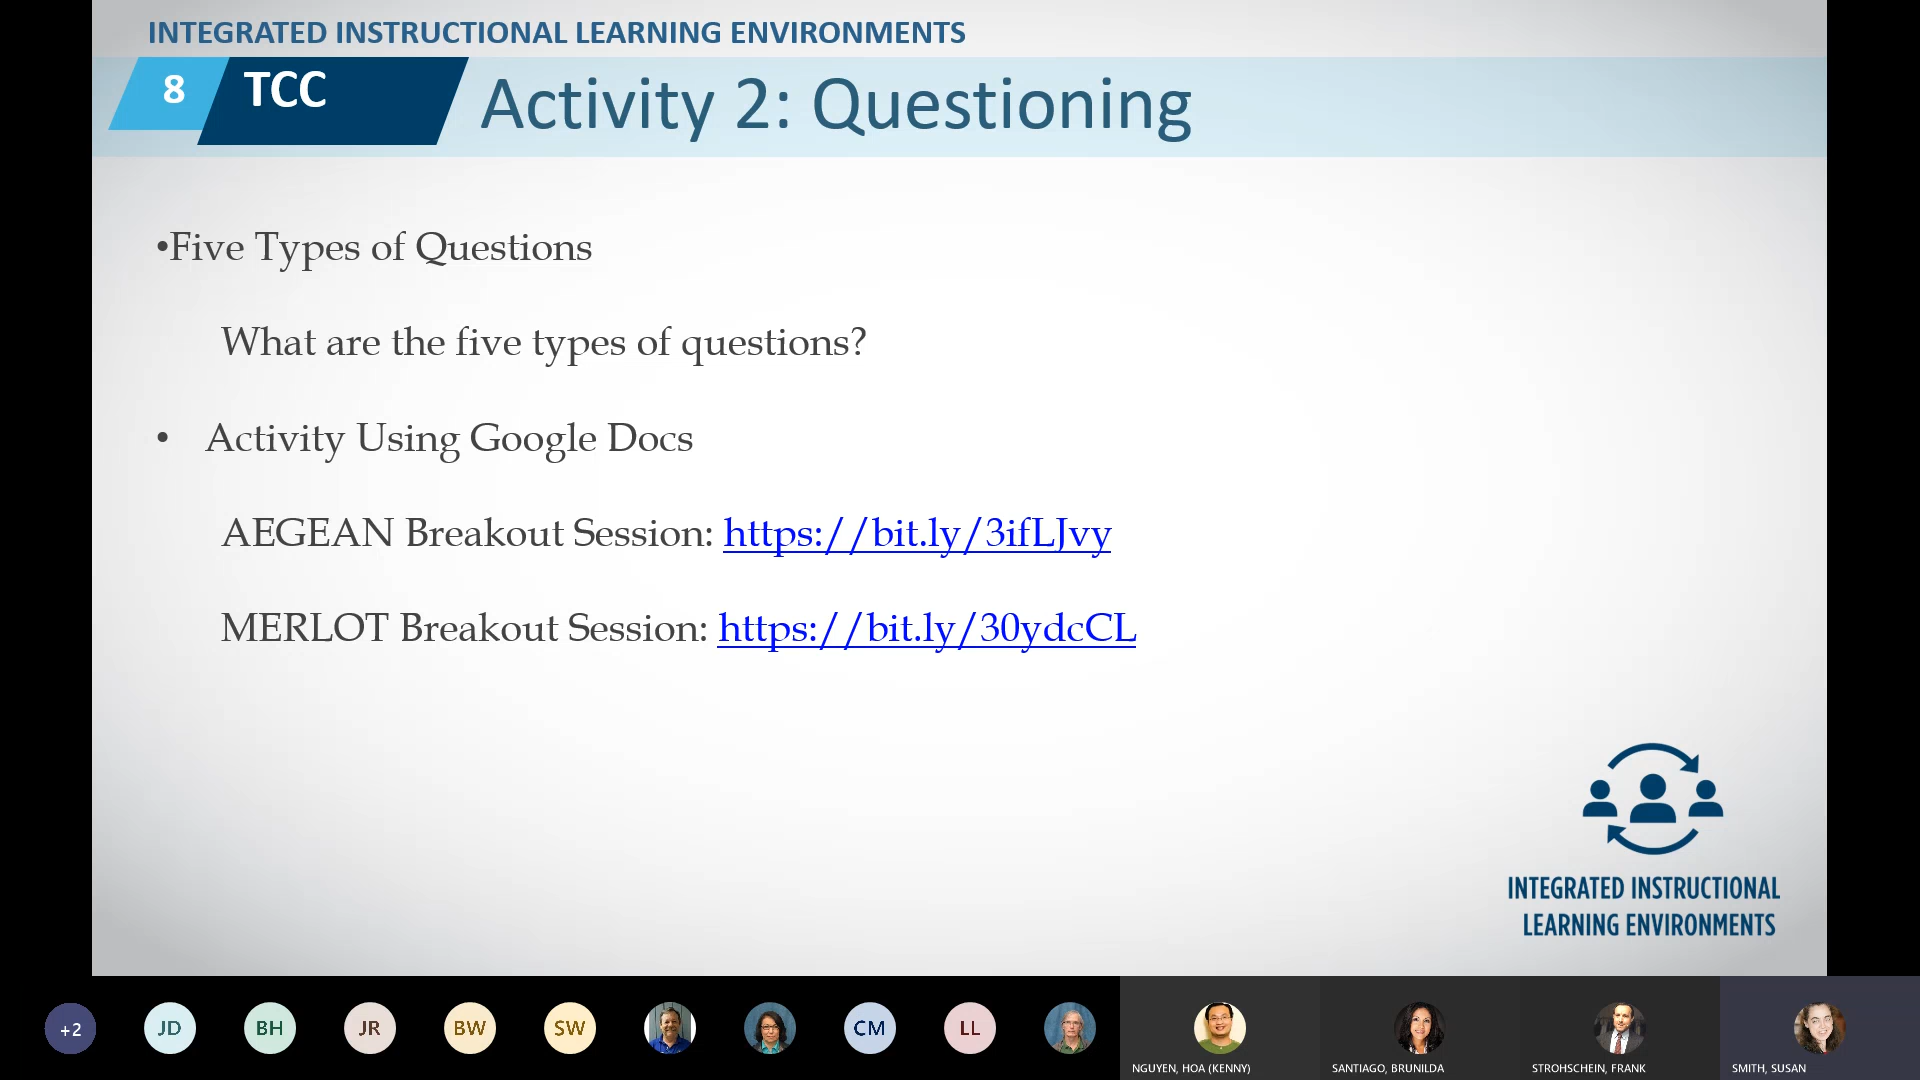 INTEGRATED INSTRUCTIONAL LEARNING ENVIRONMENTS
8 TCC Activity 2: Questioning
•Five Types of Questions
What are the five types of questions?
• Activity Using Google Docs
AEGEAN Breakout Session: https://bit.ly/3ifLJvy
MERLOT Breakout Session: https://bit.ly/30ydcCL
INTEGRATED INSTRUCTIONAL
LEARNING ENVIRONMENTS
+2 JD BH JR BW SW CM LL
NGUYEN, HOA (KENNY) SANTIAGO, BRUNILDA STROHSCHEIN, FRANK SMITH, SUSAN